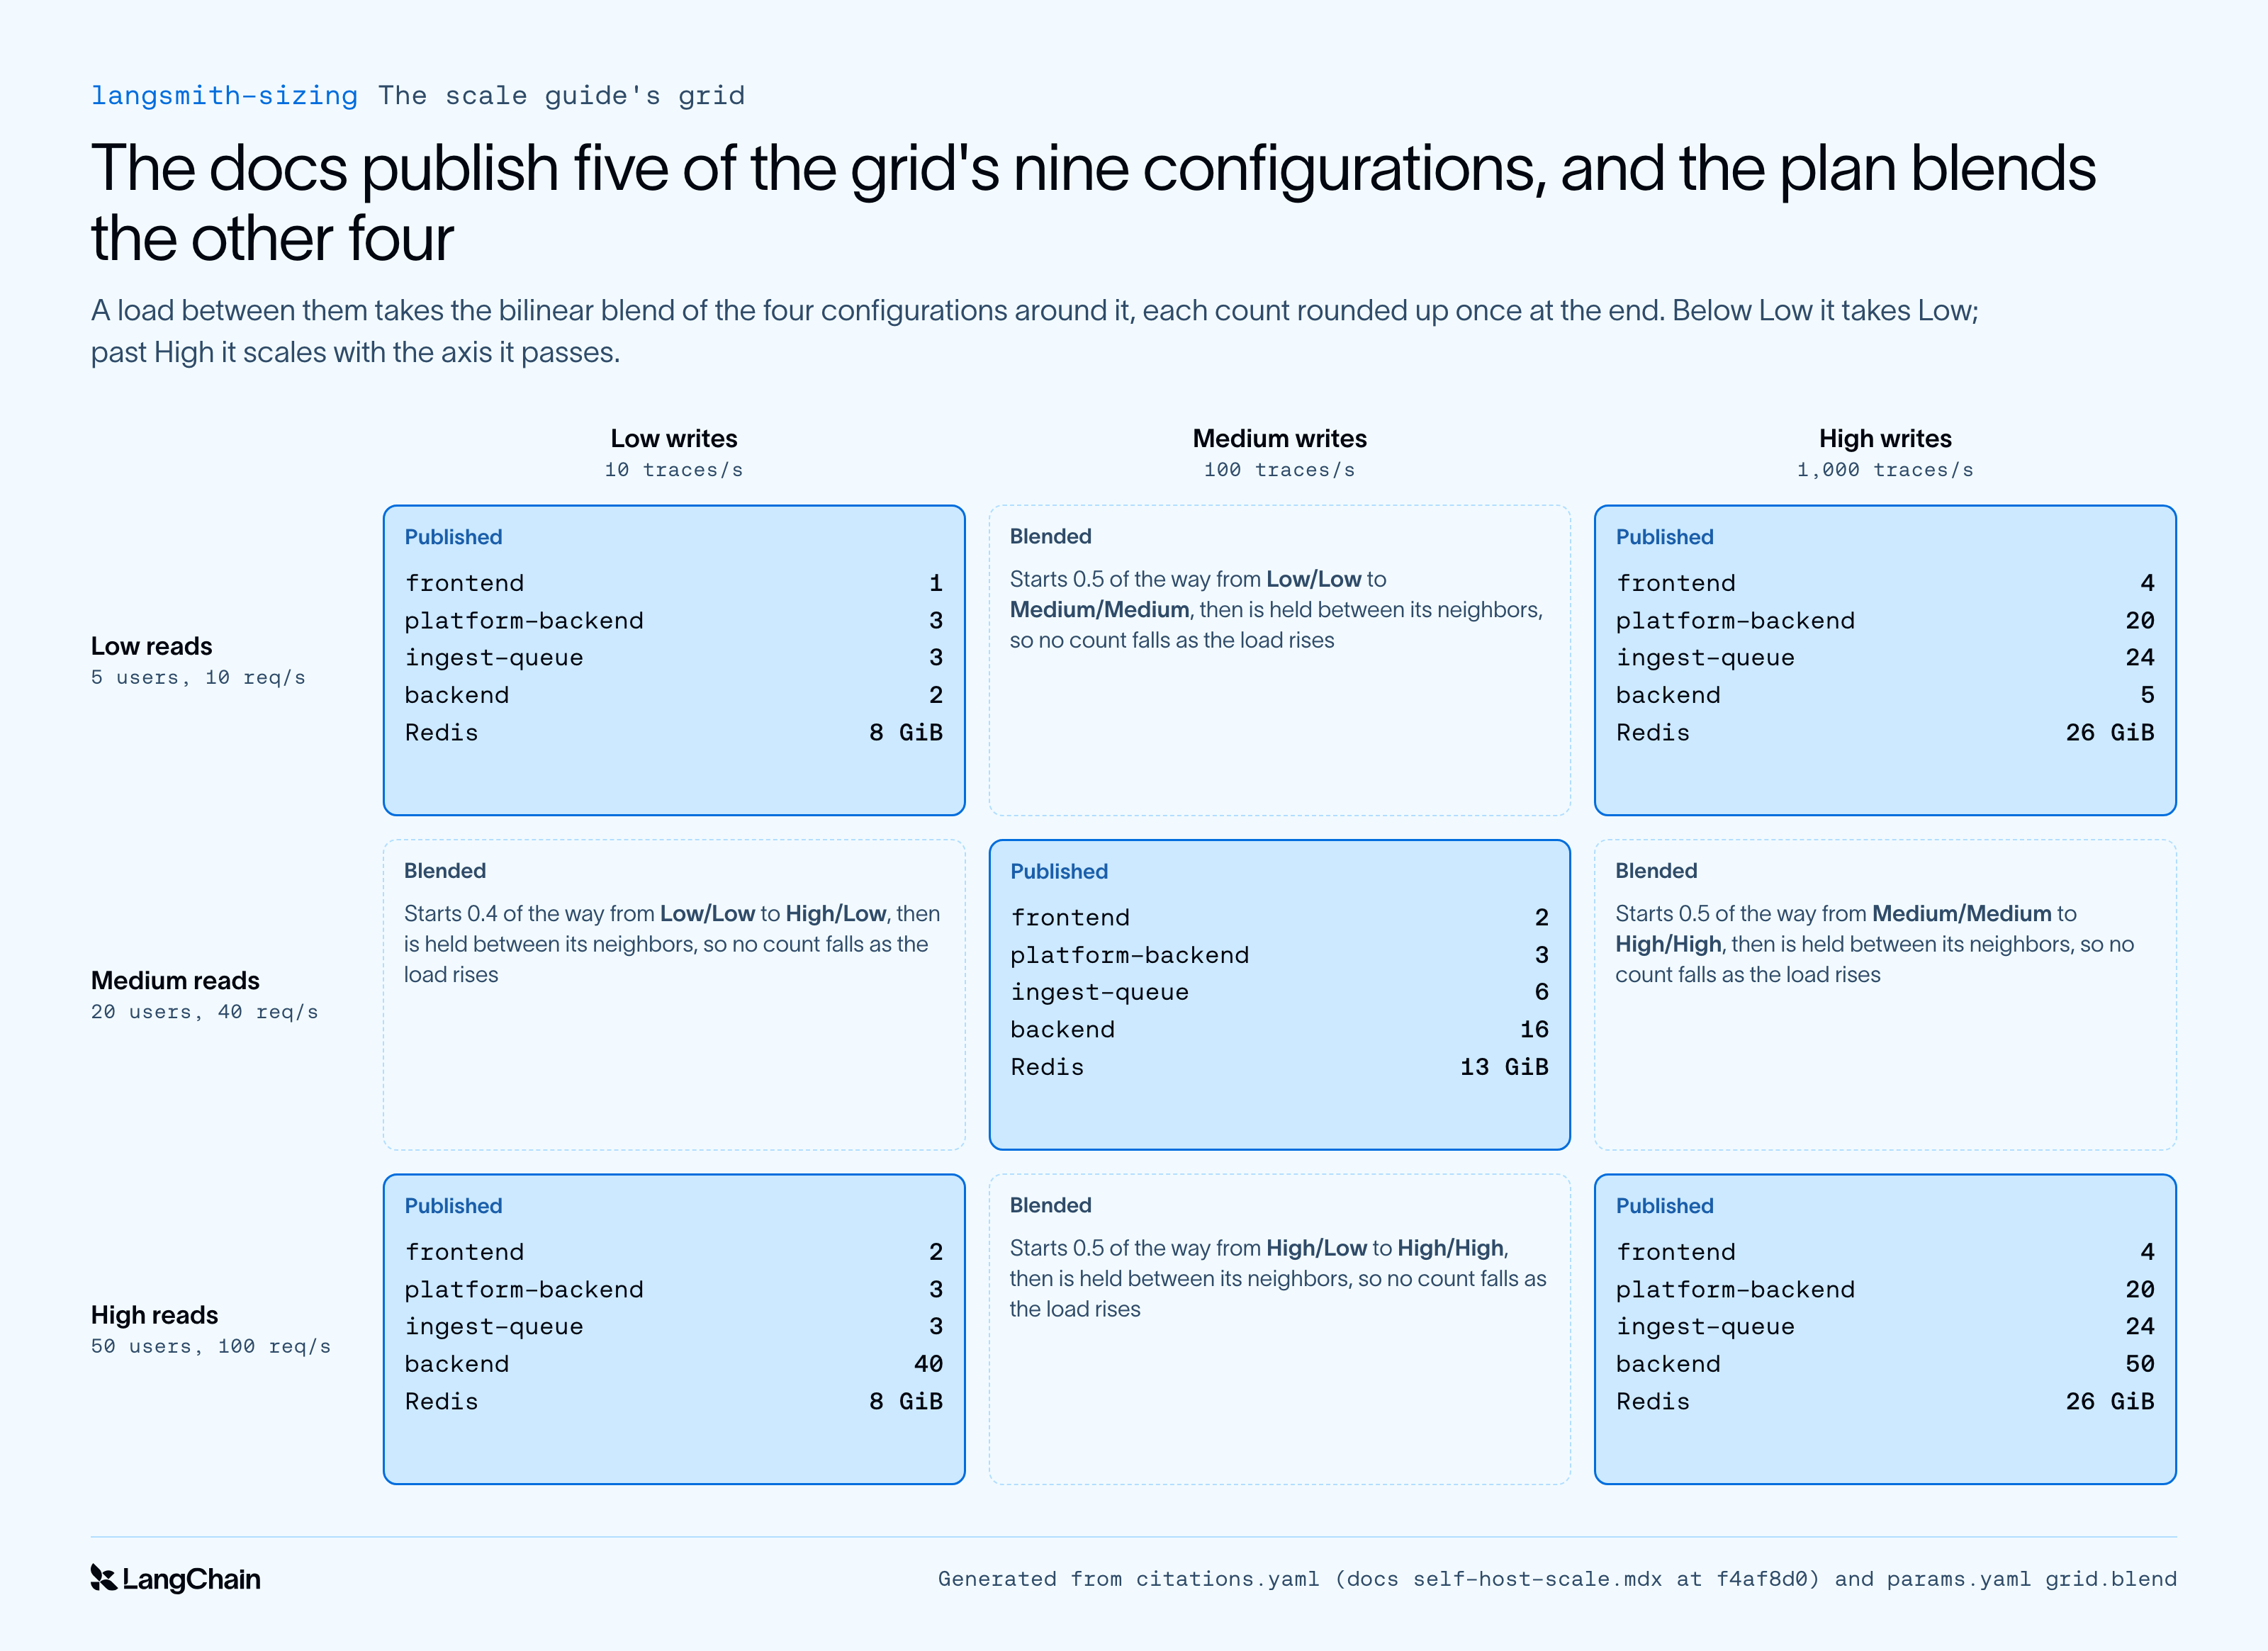 langsmith-sizing The scale guide's grid
The docs publish five of the grid's nine configurations, and the plan blends
the other four
A load between them takes the bilinear blend of the four configurations around it, each count rounded up once at the end. Below Low it takes Low;
past High it scales with the axis it passes.
Low writes
10 traces/s
Medium writes
100 traces/s
High writes
1,000 traces/s
Low reads
5 users, 10 req/s
Published
frontend 1
platform-backend 3
ingest-queue 3
backend 2
Redis 8 GiB
Blended
Starts 0.5 of the way from Low/Low to
Medium/Medium, then is held between its neighbors,
so no count falls as the load rises
Published
frontend 4
platform-backend 20
ingest-queue 24
backend 5
Redis 26 GiB
Medium reads
20 users, 40 req/s
Blended
Starts 0.4 of the way from Low/Low to High/Low, then
is held between its neighbors, so no count falls as the
load rises
Published
frontend 2
platform-backend 3
ingest-queue 6
backend 16
Redis 13 GiB
Blended
Starts 0.5 of the way from Medium/Medium to
High/High, then is held between its neighbors, so no
count falls as the load rises
High reads
50 users, 100 req/s
Published
frontend 2
platform-backend 3
ingest-queue 3
backend 40
Redis 8 GiB
Blended
Starts 0.5 of the way from High/Low to High/High,
then is held between its neighbors, so no count falls as
the load rises
Published
frontend 4
platform-backend 20
ingest-queue 24
backend 50
Redis 26 GiB
LangChain
Generated from citations.yaml (docs self-host-scale.mdx at f4af8d0) and params.yaml grid.blend